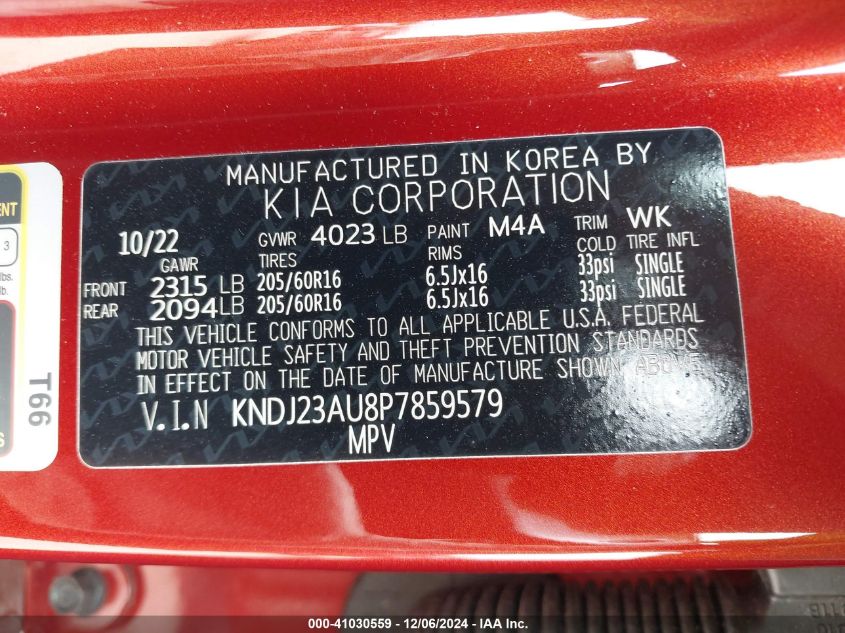 MANUFACTURED IN KOREA BY
KIA CORPORATION
10/22 GVWR 4023 LB PAINT M4A TRIM WK
GAWR TIRES RIMS COLD TIRE INFL
FRONT 2315 LB 205/60R16 6.5Jx16 33psi SINGLE
REAR 2094 LB 205/60R16 6.5Jx16 33psi SINGLE
THIS VEHICLE CONFORMS TO ALL APPLICABLE U.S.A. FEDERAL
MOTOR VEHICLE SAFETY AND THEFT PREVENTION STANDARDS
IN EFFECT ON THE DATE OF MANUFACTURE SHOWN ABOVE.
V.I.N KNDJ23AU8P7859579
MPV
3
lbs.
lb.
T66
000-41030559 — 12/06/2024 — IAA Inc.